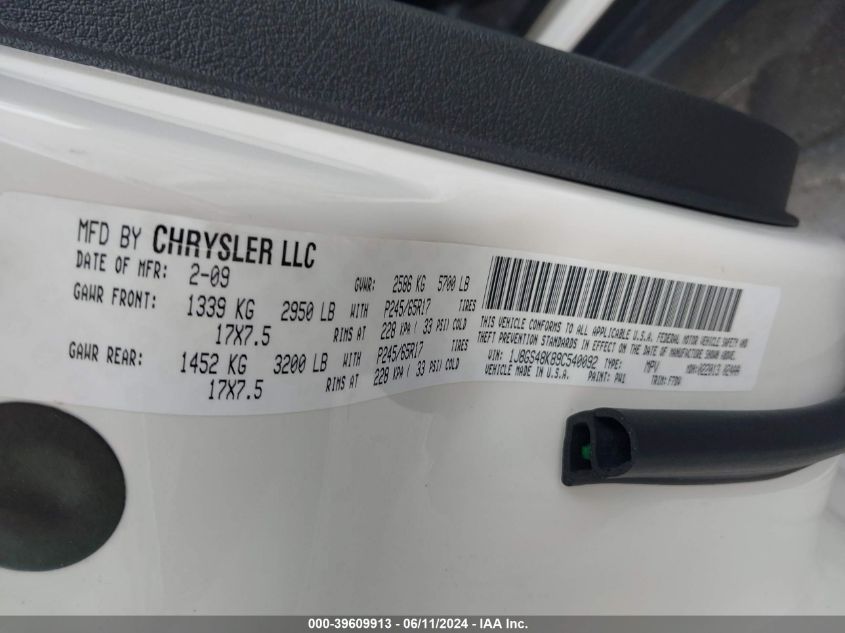 MFD BY CHRYSLER LLC
DATE OF MFR: 2-09 GVWR: 2586 KG 5700 LB
GAWR FRONT: 1339 KG 2950 LB WITH P245/65R17 TIRES
17X7.5 RIMS AT 228 KPA ( 33 PSI) COLD
GAWR REAR: 1452 KG 3200 LB WITH P245/65R17 TIRES
17X7.5 RIMS AT 228 KPA ( 33 PSI) COLD
THIS VEHICLE CONFORMS TO ALL APPLICABLE U.S.A. FEDERAL MOTOR VEHICLE SAFETY AND
THEFT PREVENTION STANDARDS IN EFFECT ON THE DATE OF MANUFACTURE SHOWN ABOVE.
VIN: 1J8GS48K89C540092 TYPE: MPV MDH: 022013
VEHICLE MADE IN U.S.A. PAINT: PW1 TRIM:
000-39609913 - 06/11/2024 - IAA Inc.